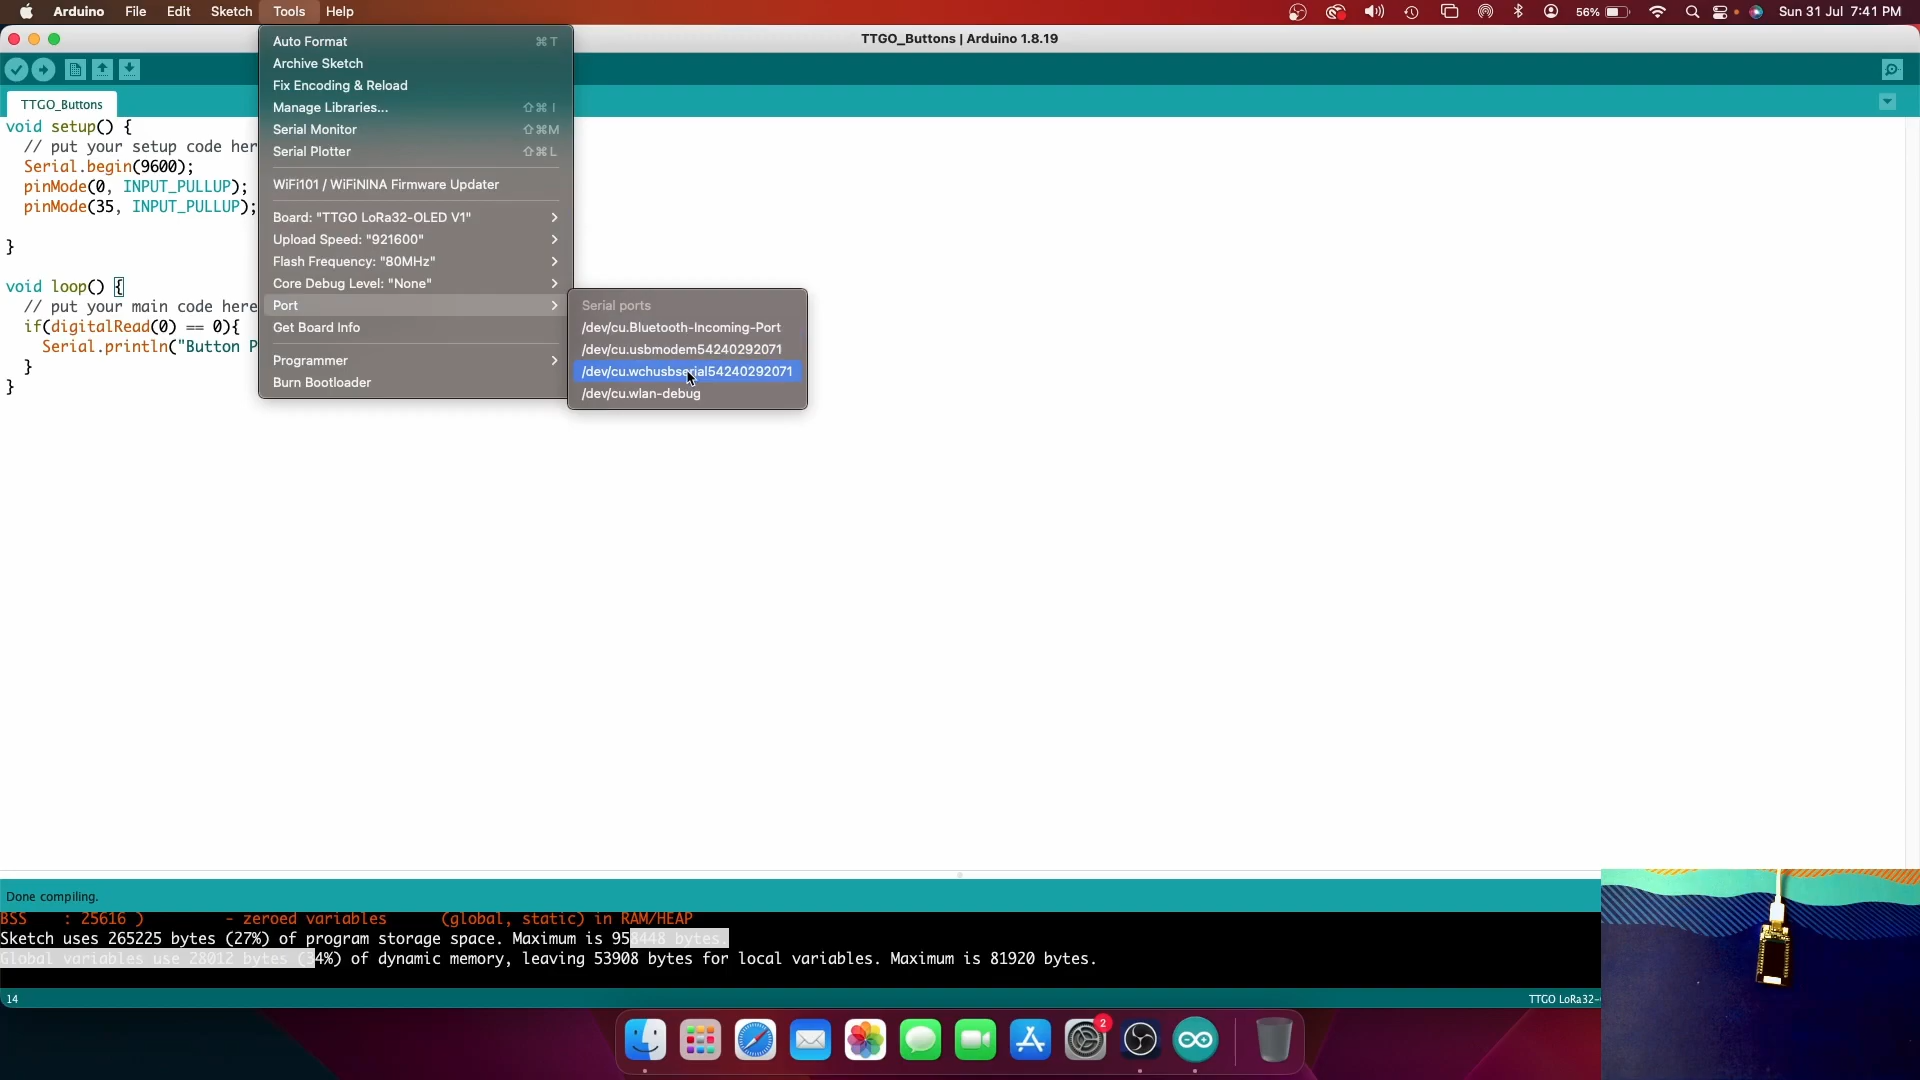 Arduino File Edit Sketch Tools Help 56% Sun 31 Jul 7:41 PM
TTGO_Buttons | Arduino 1.8.19
TTGO_Buttons
void setup() {
// put your setup code her
Serial.begin(9600);
pinMode(0, INPUT_PULLUP);
pinMode(35, INPUT_PULLUP);
}
void loop() {
// put your main code here
if(digitalRead(0) == 0){
Serial.println("Button P
}
}
Auto Format ⌘T
Archive Sketch
Fix Encoding & Reload
Manage Libraries... ⇧⌘I
Serial Monitor ⇧⌘M
Serial Plotter ⇧⌘L
WiFi101 / WiFiNINA Firmware Updater
Board: "TTGO LoRa32-OLED V1"
Upload Speed: "921600"
Flash Frequency: "80MHz"
Core Debug Level: "None"
Port
Get Board Info
Programmer
Burn Bootloader
Serial ports
/dev/cu.Bluetooth-Incoming-Port
/dev/cu.usbmodem54240292071
/dev/cu.wchusbserial54240292071
/dev/cu.wlan-debug
Done compiling.
BSS : 25616 ) - zeroed variables (global, static) in RAM/HEAP
Sketch uses 265225 bytes (27%) of program storage space. Maximum is 958448 bytes.
Global variables use 28012 bytes (34%) of dynamic memory, leaving 53908 bytes for local variables. Maximum is 81920 bytes.
14
TTGO LoRa32-
2